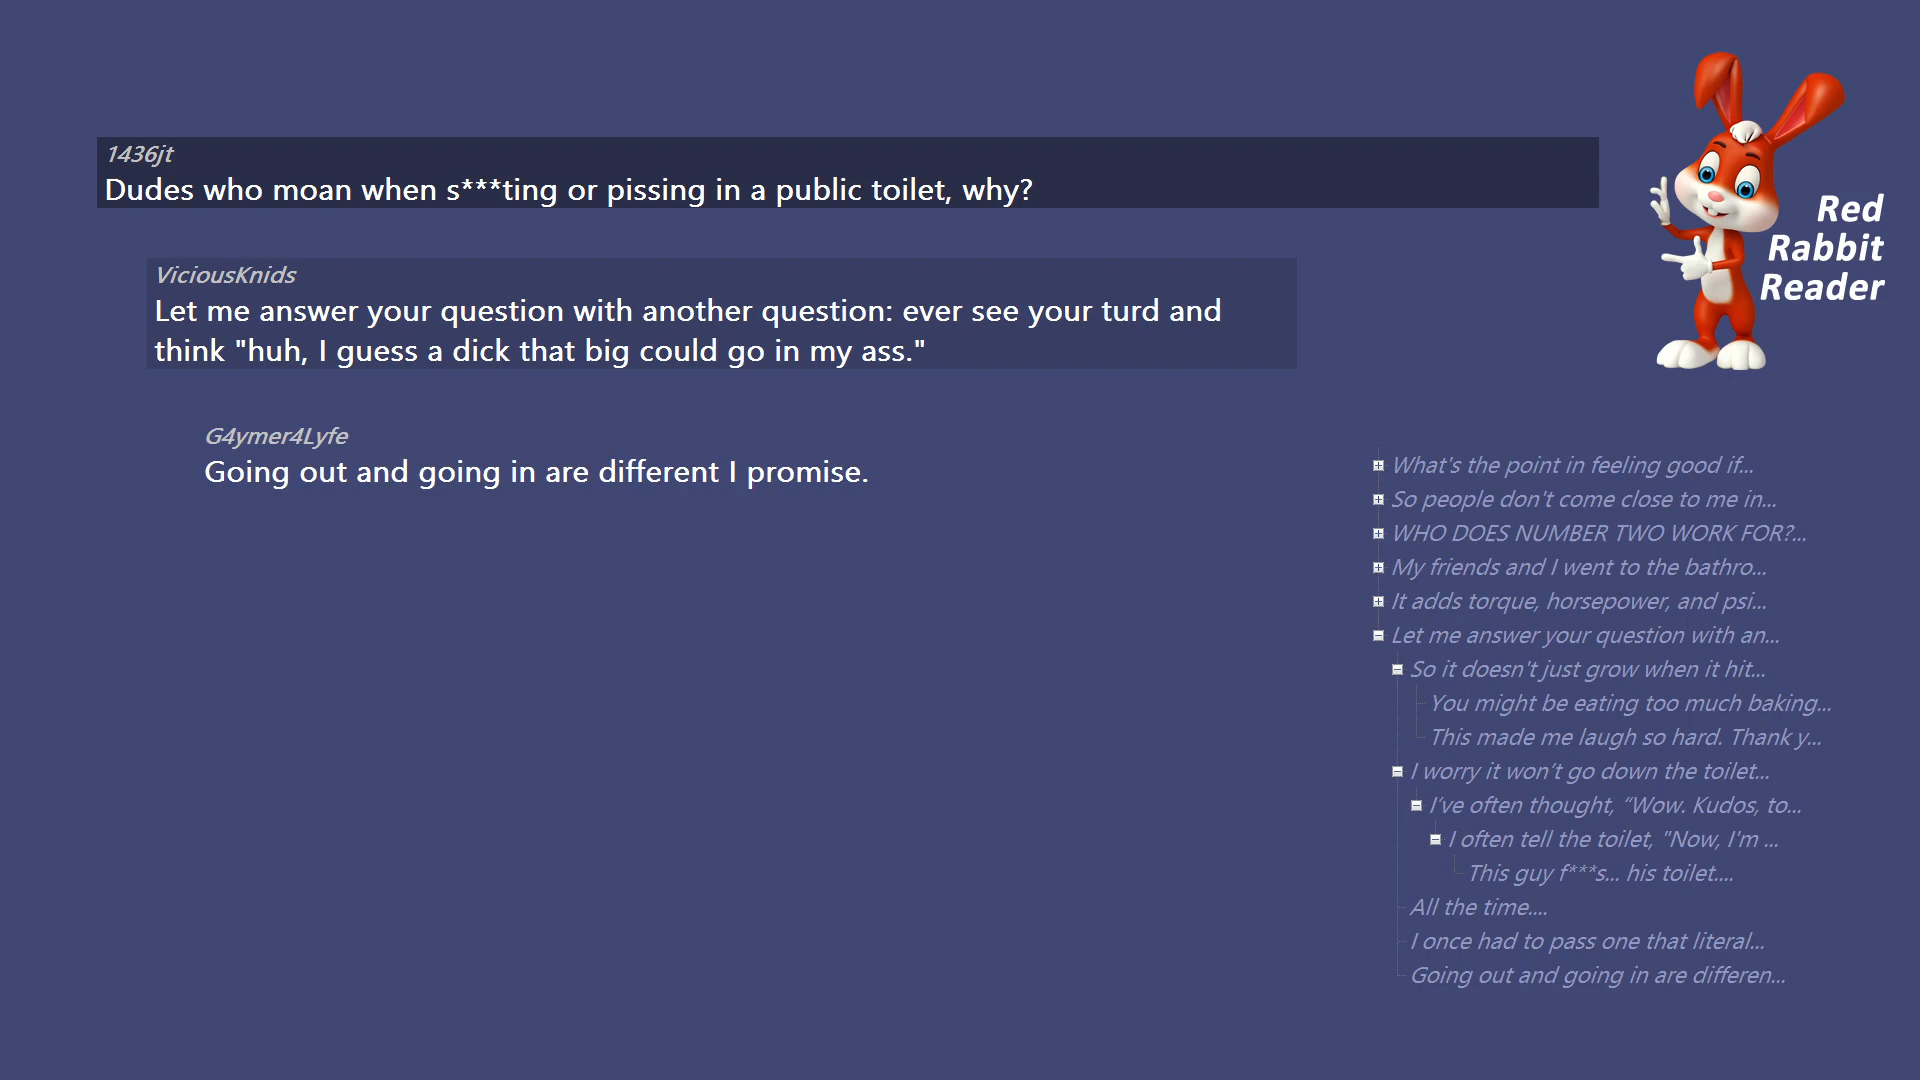 1436jt
Dudes who moan when s***ting or pissing in a public toilet, why?
ViciousKnids
Let me answer your question with another question: ever see your turd and
think "huh, I guess a dick that big could go in my ass."
G4ymer4Lyfe
Going out and going in are different I promise.
Red
Rabbit
Reader
What's the point in feeling good if...
So people don't come close to me in...
WHO DOES NUMBER TWO WORK FOR?...
My friends and I went to the bathro...
It adds torque, horsepower, and psi...
Let me answer your question with an...
So it doesn't just grow when it hit...
You might be eating too much baking...
This made me laugh so hard. Thank y...
I worry it won’t go down the toilet...
I’ve often thought, “Wow. Kudos, to...
I often tell the toilet, "Now, I'm ...
This guy f***s... his toilet....
All the time....
I once had to pass one that literal...
Going out and going in are differen...